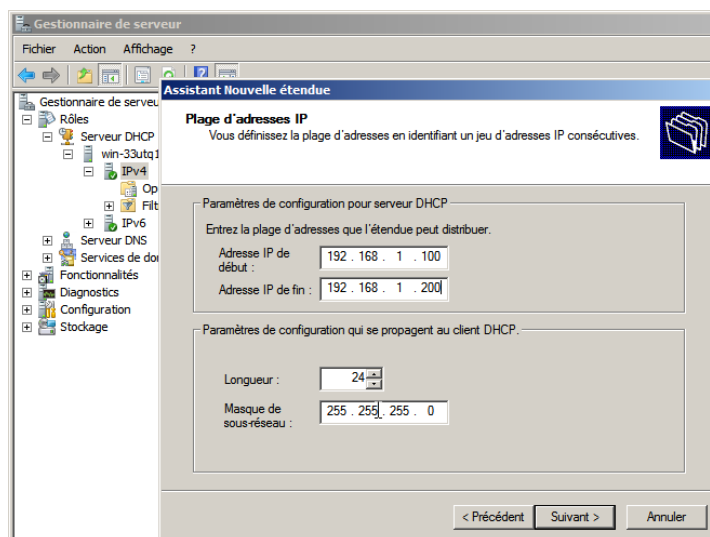 Gestionnaire de serveur
Fichier Action Affichage ?
Assistant Nouvelle étendue
Gestionnaire de serveu
Rôles
Serveur DHCP
win-33utq1
IPv4
Op
Filt
IPv6
Serveur DNS
Services de do
Fonctionnalités
Diagnostics
Configuration
Stockage
Plage d'adresses IP
Vous définissez la plage d'adresses en identifiant un jeu d'adresses IP consécutives.
Paramètres de configuration pour serveur DHCP
Entrez la plage d'adresses que l'étendue peut distribuer.
Adresse IP de
début :
192 . 168 . 1 . 100
Adresse IP de fin :
192 . 168 . 1 . 200
Paramètres de configuration qui se propagent au client DHCP.
Longueur :
24
Masque de
sous-réseau :
255 . 255 . 255 . 0
< Précédent Suivant > Annuler